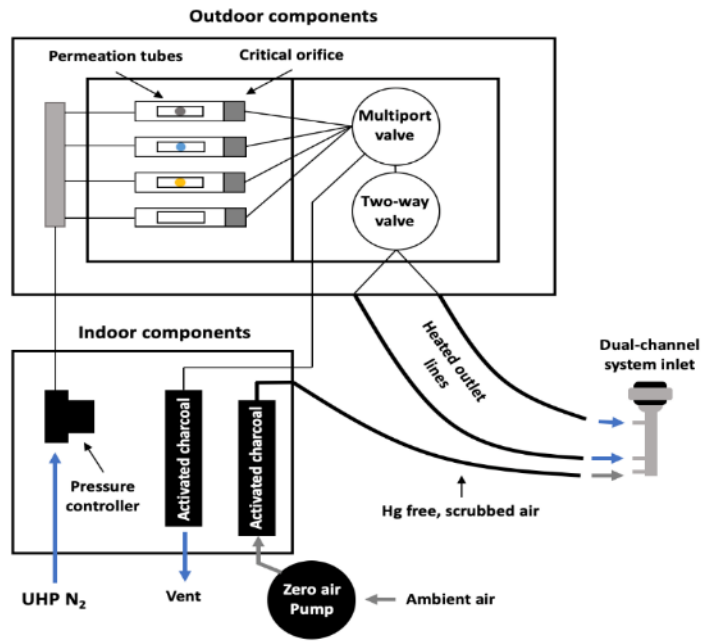 Outdoor components
Permeation tubes
Critical orifice
Multiport
valve
Two-way
valve
Indoor components
Heated outlet
lines
Dual-channel
system inlet
Activated charcoal
Activated charcoal
Pressure
controller
Hg free, scrubbed air
UHP N₂
Vent
Zero air
Pump
Ambient air